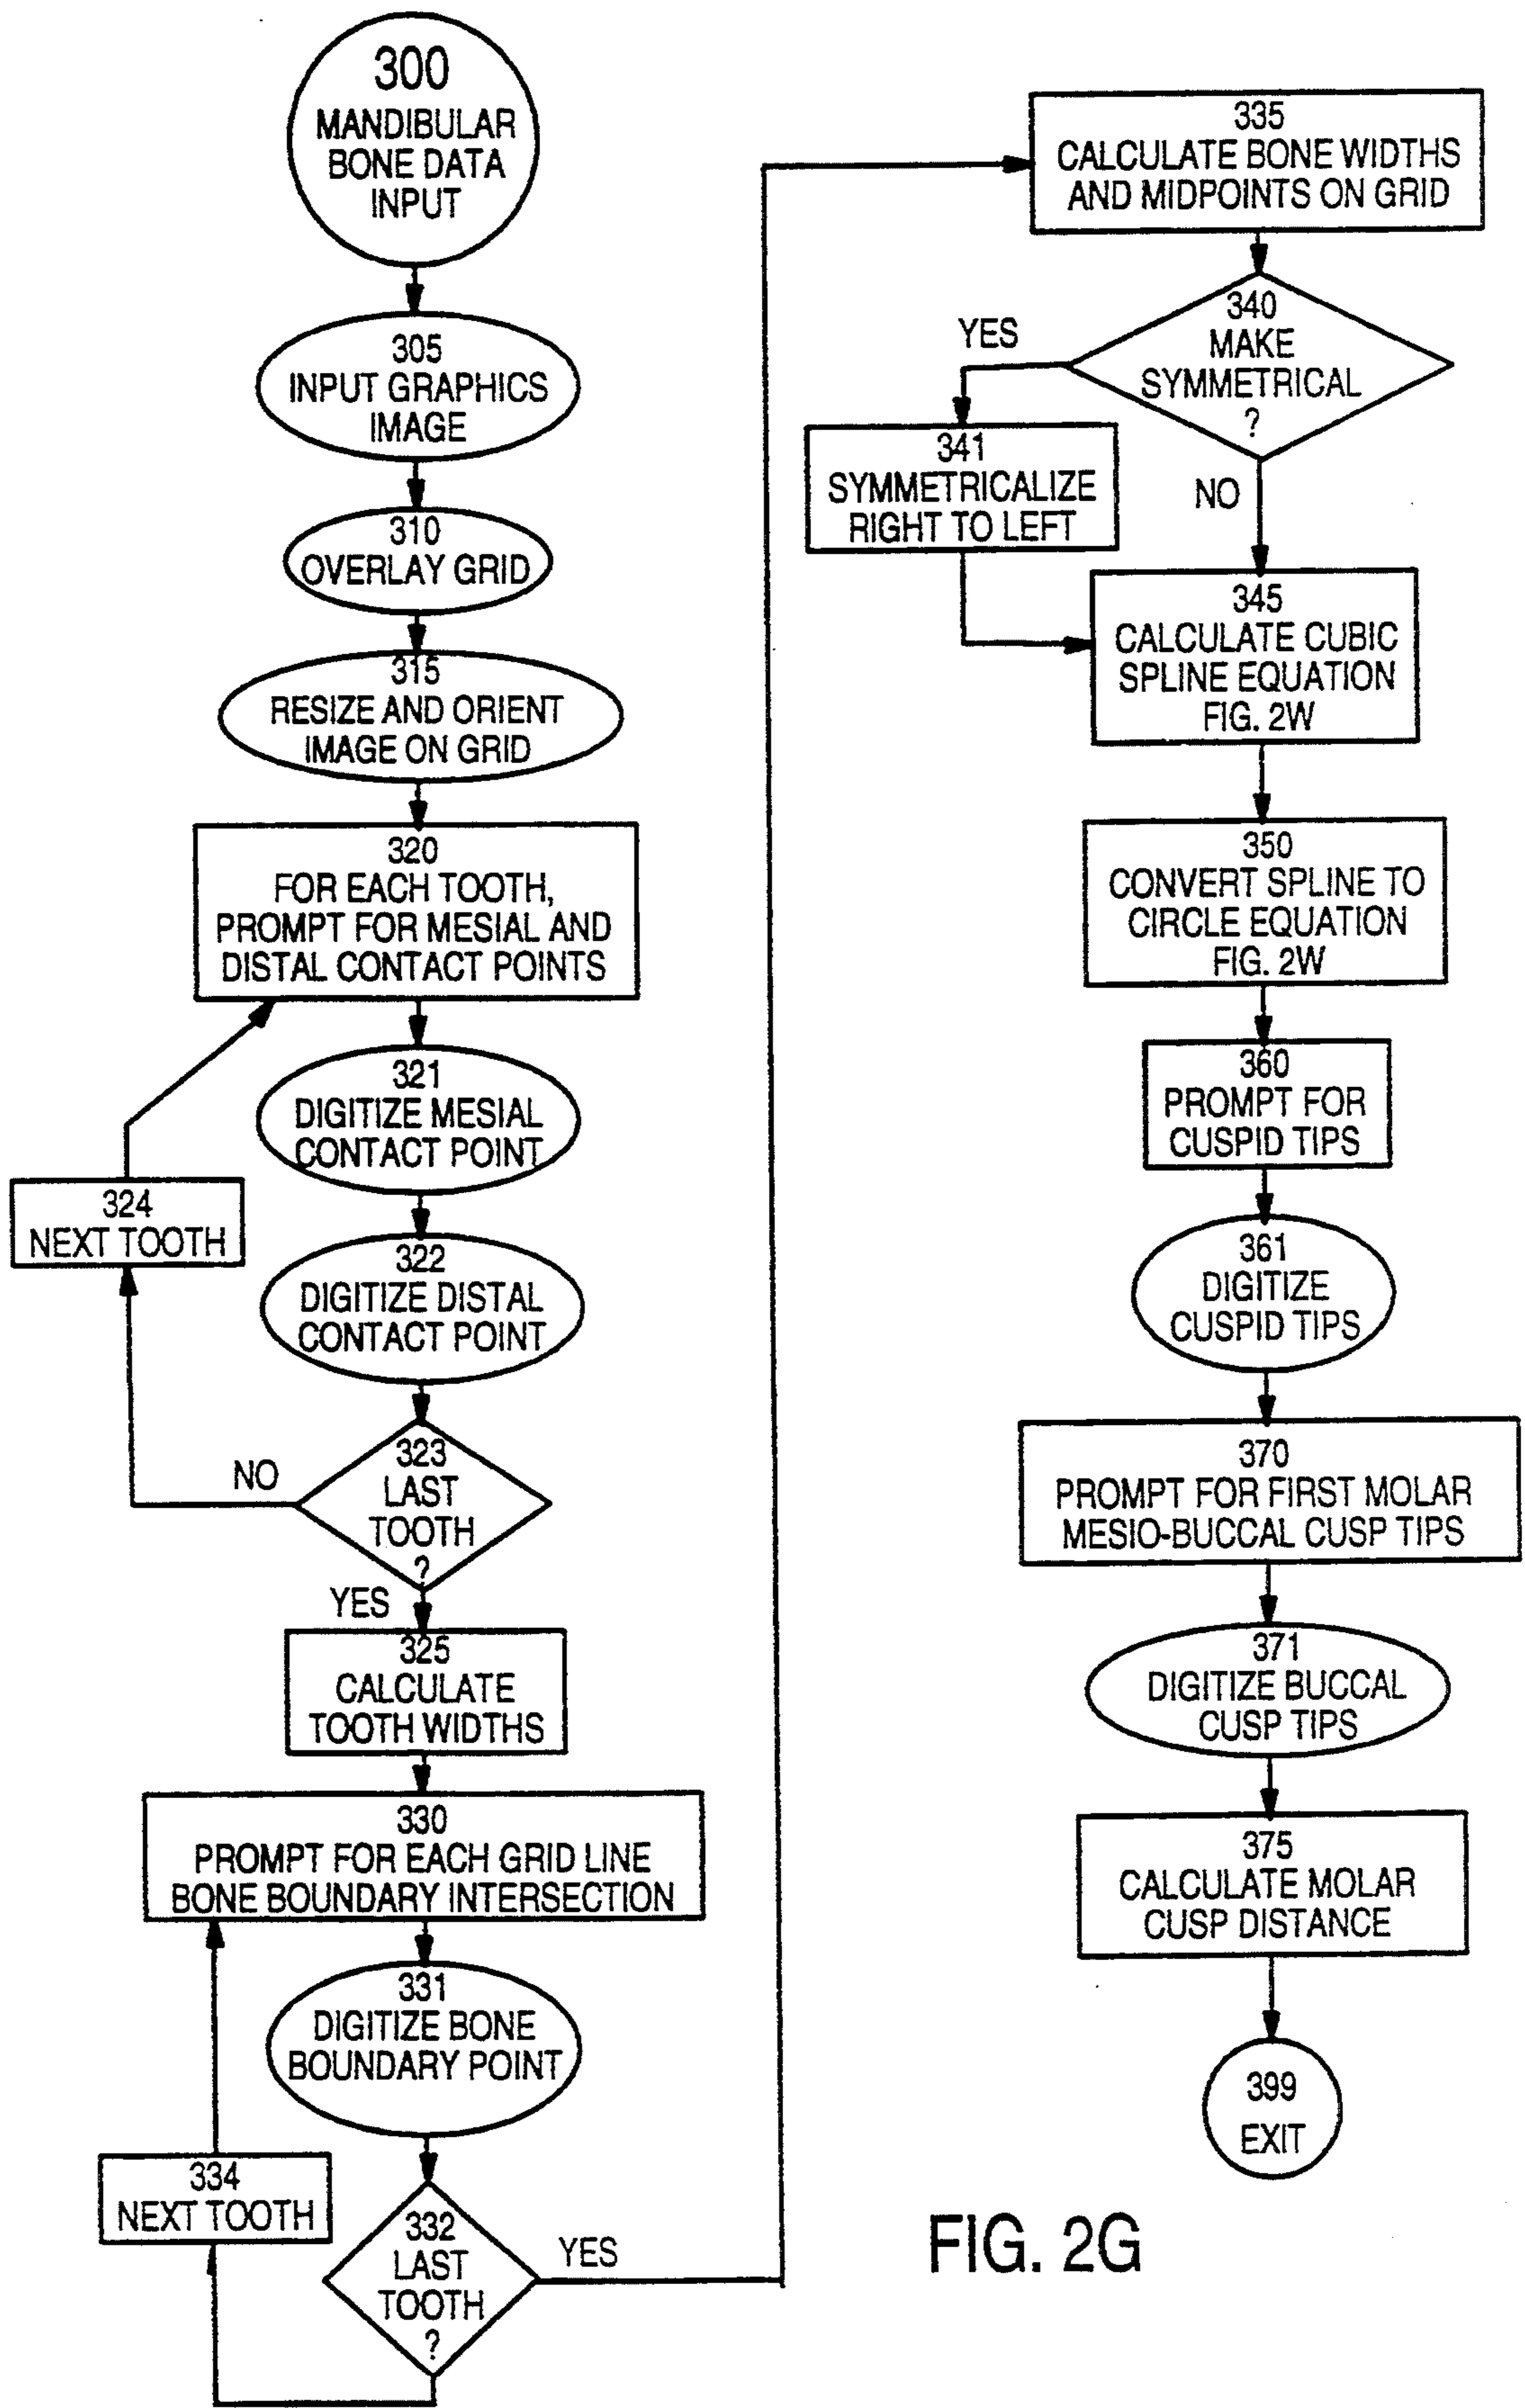 300
MANDIBULAR
BONE DATA
INPUT
305
INPUT GRAPHICS
IMAGE
310
OVERLAY GRID
315
RESIZE AND ORIENT
IMAGE ON GRID
320
FOR EACH TOOTH,
PROMPT FOR MESIAL AND
DISTAL CONTACT POINTS
321
DIGITIZE MESIAL
CONTACT POINT
324
NEXT TOOTH
322
DIGITIZE DISTAL
CONTACT POINT
323
LAST
TOOTH
?
NO
YES
325
CALCULATE
TOOTH WIDTHS
330
PROMPT FOR EACH GRID LINE
BONE BOUNDARY INTERSECTION
331
DIGITIZE BONE
BOUNDARY POINT
334
NEXT TOOTH
332
LAST
TOOTH
?
YES
335
CALCULATE BONE WIDTHS
AND MIDPOINTS ON GRID
340
MAKE
SYMMETRICAL
?
YES
341
SYMMETRICALIZE
RIGHT TO LEFT
NO
345
CALCULATE CUBIC
SPLINE EQUATION
FIG. 2W
350
CONVERT SPLINE TO
CIRCLE EQUATION
FIG. 2W
360
PROMPT FOR
CUSPID TIPS
361
DIGITIZE
CUSPID TIPS
370
PROMPT FOR FIRST MOLAR
MESIO-BUCCAL CUSP TIPS
371
DIGITIZE BUCCAL
CUSP TIPS
375
CALCULATE MOLAR
CUSP DISTANCE
399
EXIT
FIG. 2G